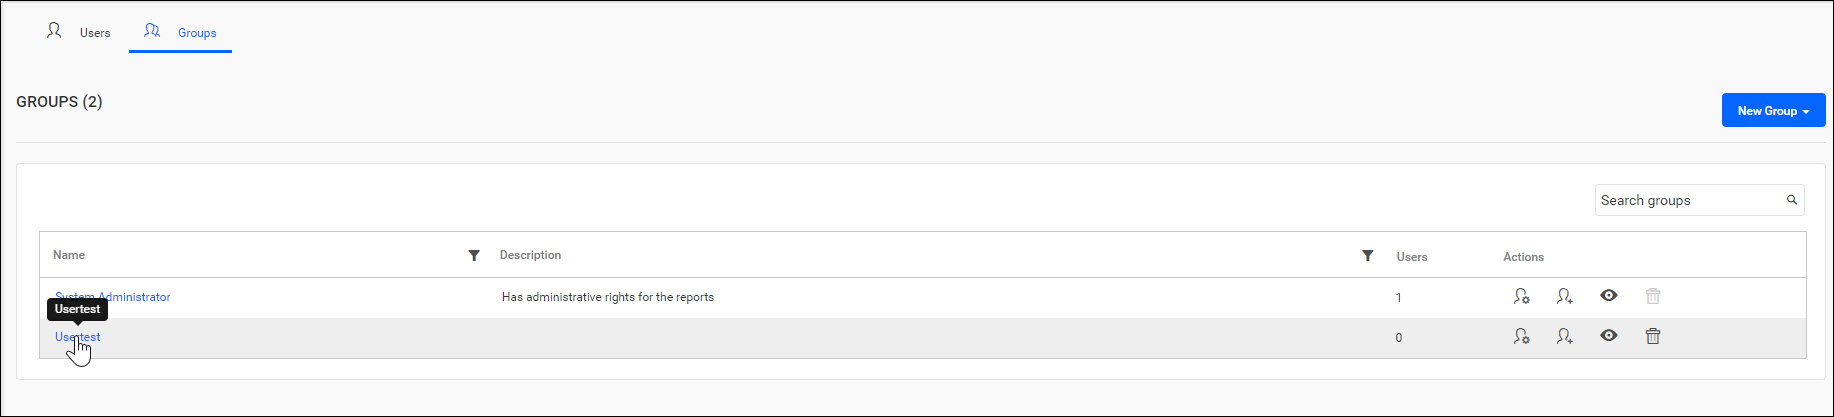 Users Groups
GROUPS (2)
New Group
Search groups
Name Description Users Actions
System Administrator Has administrative rights for the reports 1
Usertest
Usertest 0